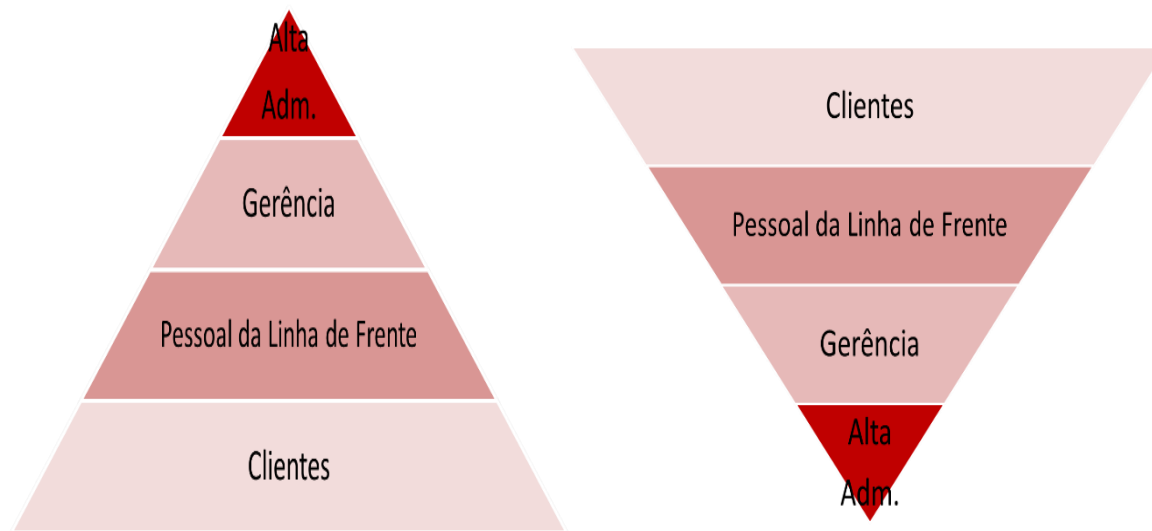 Alta
Adm.
Gerência
Pessoal da Linha de Frente
Clientes
Clientes
Pessoal da Linha de Frente
Gerência
Alta
Adm.